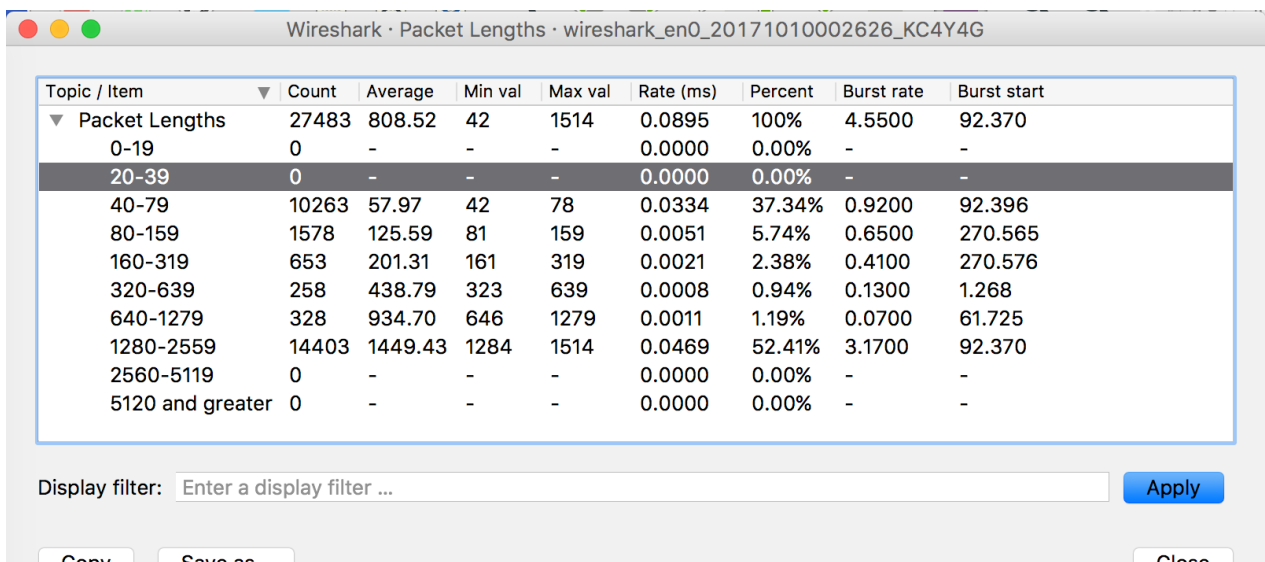 Wireshark · Packet Lengths · wireshark_en0_20171010002626_KC4Y4G
Topic / Item ▼ Count Average Min val Max val Rate (ms) Percent Burst rate Burst start
▼ Packet Lengths 27483 808.52 42 1514 0.0895 100% 4.5500 92.370
0-19 0 - - - 0.0000 0.00% - -
20-39 0 - - - 0.0000 0.00% - -
40-79 10263 57.97 42 78 0.0334 37.34% 0.9200 92.396
80-159 1578 125.59 81 159 0.0051 5.74% 0.6500 270.565
160-319 653 201.31 161 319 0.0021 2.38% 0.4100 270.576
320-639 258 438.79 323 639 0.0008 0.94% 0.1300 1.268
640-1279 328 934.70 646 1279 0.0011 1.19% 0.0700 61.725
1280-2559 14403 1449.43 1284 1514 0.0469 52.41% 3.1700 92.370
2560-5119 0 - - - 0.0000 0.00% - -
5120 and greater 0 - - - 0.0000 0.00% - -
Display filter: Enter a display filter ... Apply
Copy Save as... Close